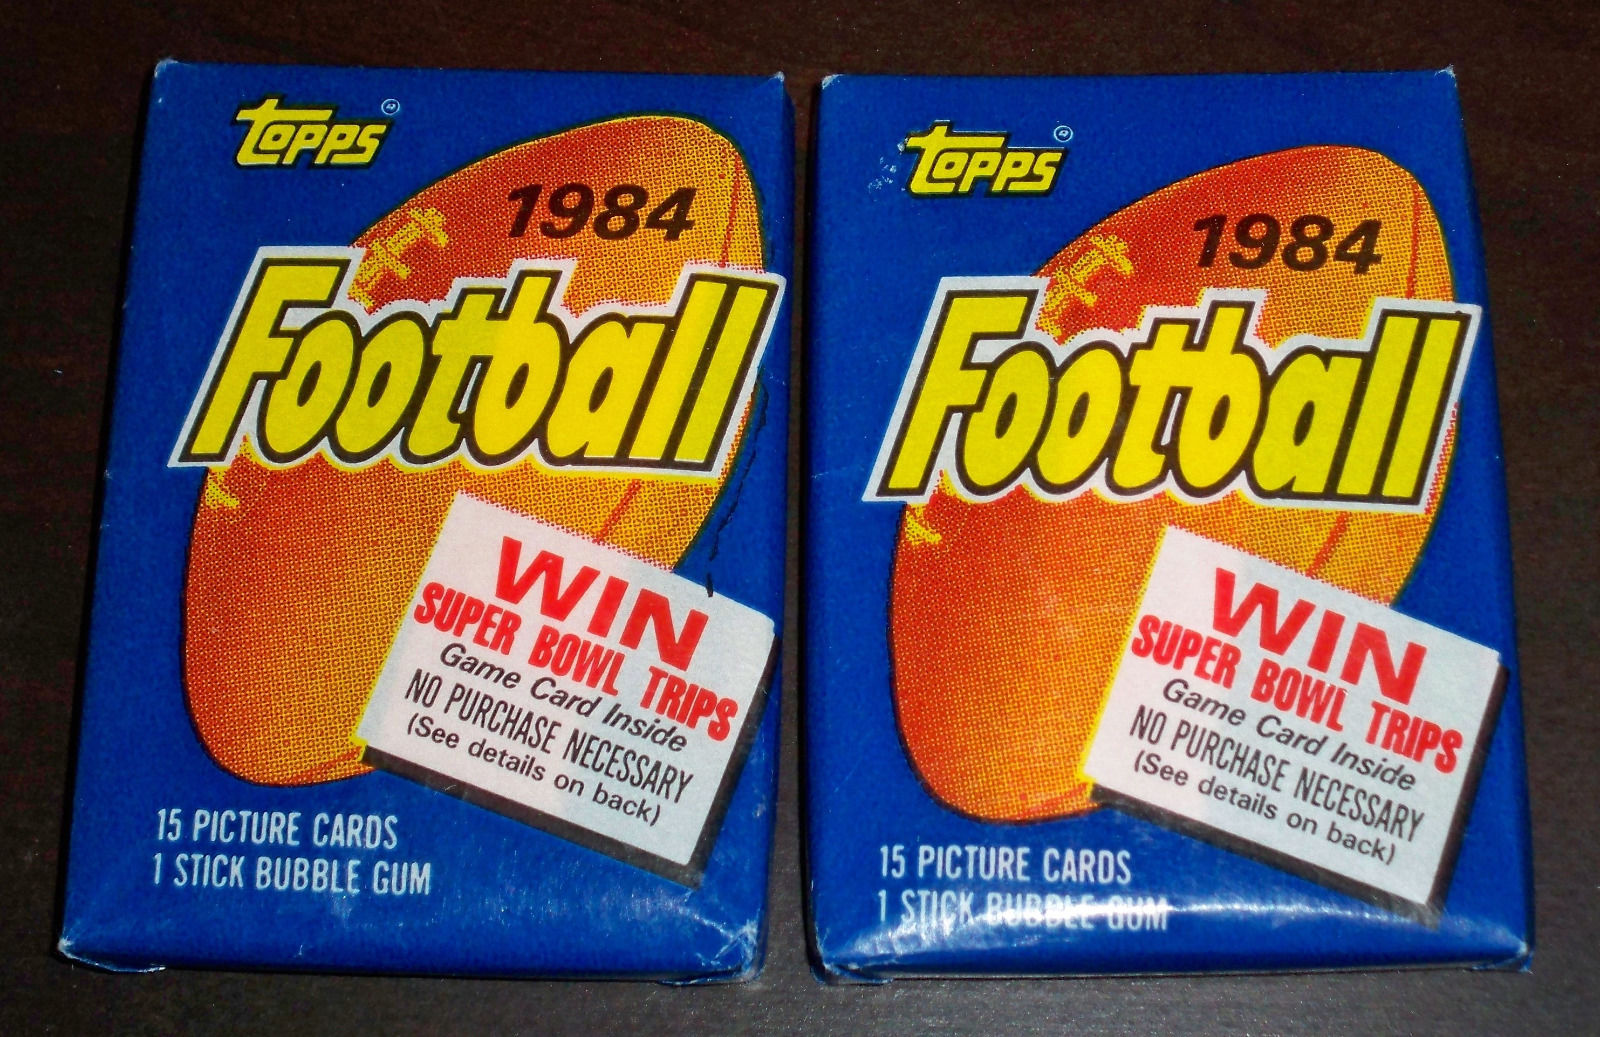 TOPPS®
1984
Football
WIN
SUPER BOWL TRIPS
Game Card Inside
NO PURCHASE NECESSARY
(See details on back)
15 PICTURE CARDS
1 STICK BUBBLE GUM
TOPPS®
1984
Football
WIN
SUPER BOWL TRIPS
Game Card Inside
NO PURCHASE NECESSARY
(See details on back)
15 PICTURE CARDS
1 STICK BUBBLE GUM